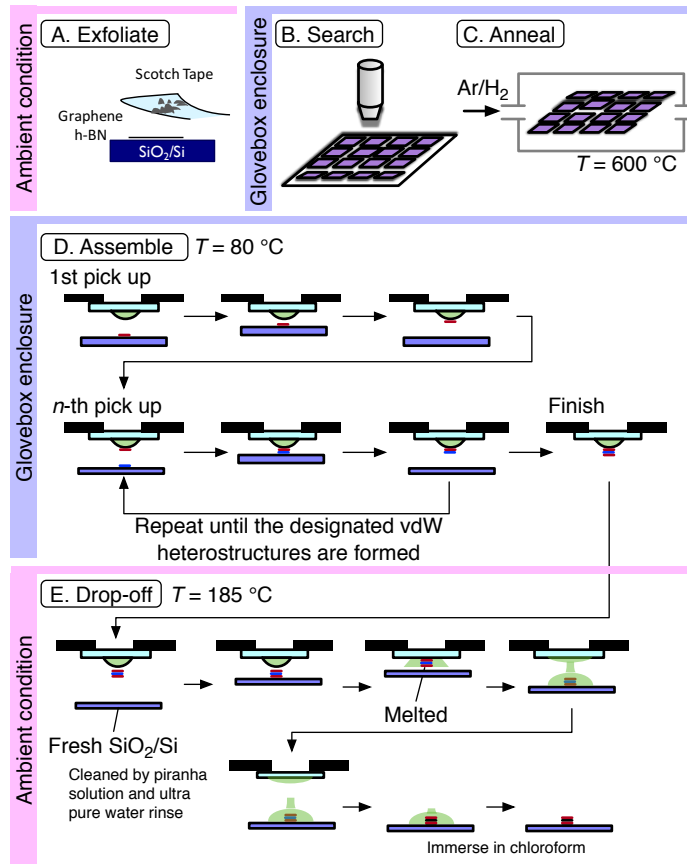 Ambient condition
A. Exfoliate
Scotch Tape
Graphene
h-BN
SiO2/Si
Glovebox enclosure
B. Search
C. Anneal
Ar/H2
T = 600 °C
Glovebox enclosure
D. Assemble
T = 80 °C
1st pick up
n-th pick up
Finish
Repeat until the designated vdW
heterostructures are formed
Ambient condition
E. Drop-off
T = 185 °C
Melted
Fresh SiO2/Si
Cleaned by piranha
solution and ultra
pure water rinse
Immerse in chloroform